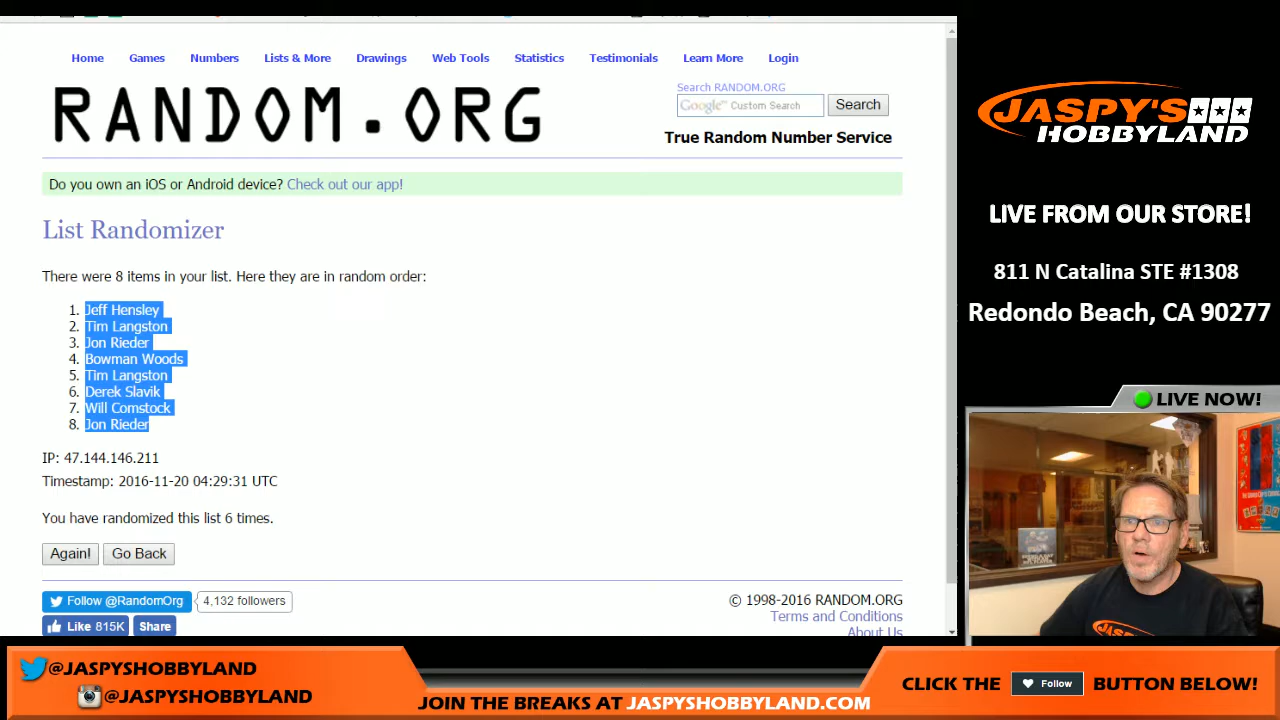 Home Games Numbers Lists & More Drawings Web Tools Statistics Testimonials Learn More Login
RANDOM.ORG
Search RANDOM.ORG
Google™ Custom Search Search
True Random Number Service
Do you own an iOS or Android device? Check out our app!
List Randomizer
There were 8 items in your list. Here they are in random order:
1. Jeff Hensley
2. Tim Langston
3. Jon Rieder
4. Bowman Woods
5. Tim Langston
6. Derek Slavik
7. Will Comstock
8. Jon Rieder
IP: 47.144.146.211
Timestamp: 2016-11-20 04:29:31 UTC
You have randomized this list 6 times.
Again! Go Back
Follow @RandomOrg 4,132 followers
Like 815K Share
© 1998-2016 RANDOM.ORG
Terms and Conditions
About Us
JASPY'S
HOBBYLAND
LIVE FROM OUR STORE!
811 N Catalina STE #1308
Redondo Beach, CA 90277
LIVE NOW!
@JASPYSHOBBYLAND
@JASPYSHOBBYLAND
JOIN THE BREAKS AT JASPYSHOBBYLAND.COM
CLICK THE Follow BUTTON BELOW!